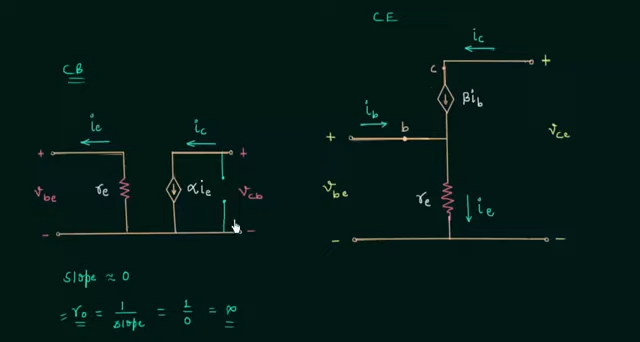 CE
CB
ic
c
+
βib
ie
ic
ib
b
+
+
+
vbe
re
αie
vcb
vce
vbe
re
ie
-
-
-
-
slope ≈ 0
= ro = 1/slope = 1/0 = ∞